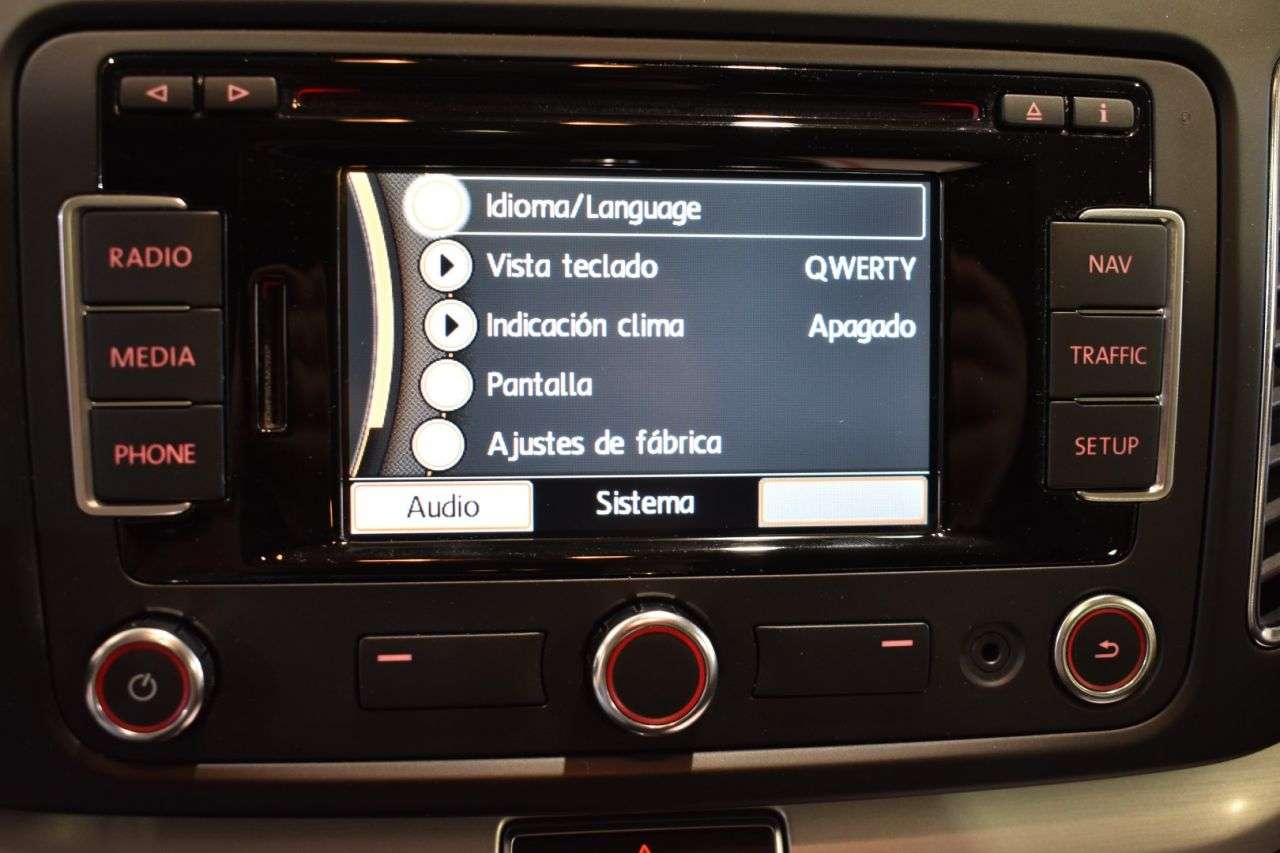 i
RADIO
MEDIA
PHONE
Idioma/Language
Vista teclado QWERTY
Indicación clima Apagado
Pantalla
Ajustes de fábrica
Audio Sistema
NAV
TRAFFIC
SETUP